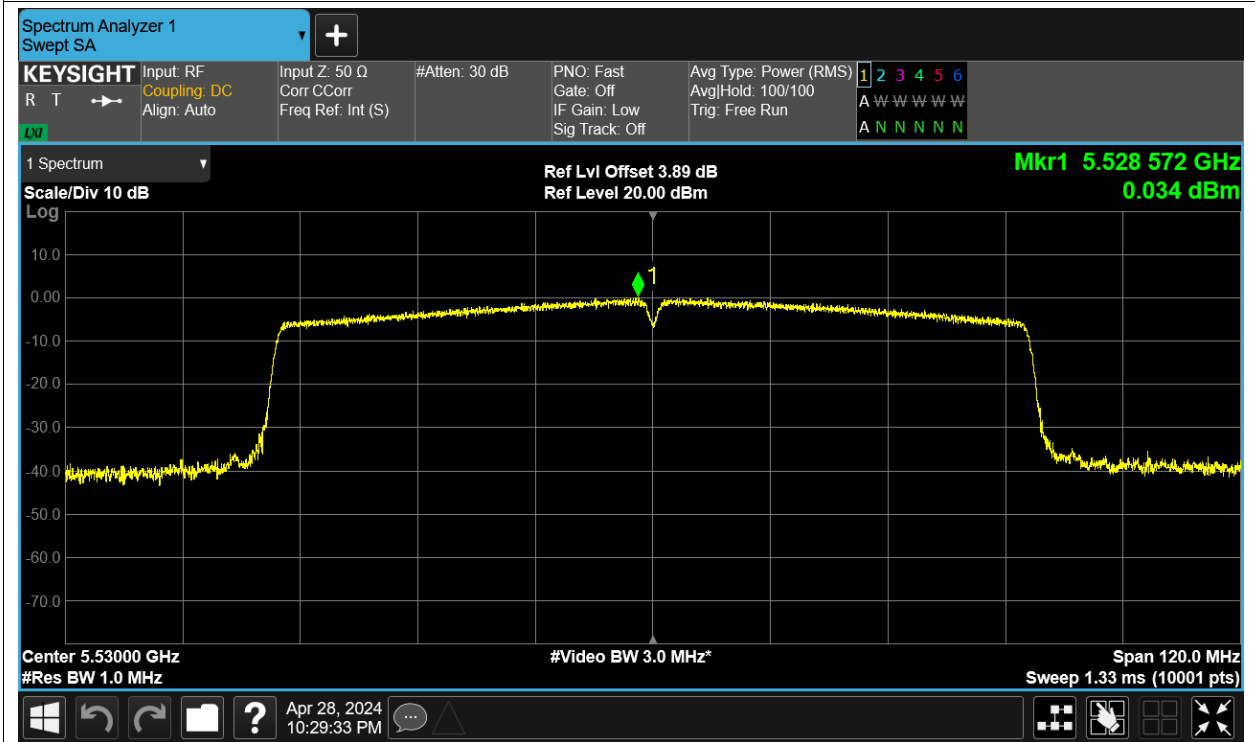 Spectrum Analyzer 1
Swept SA
+
KEYSIGHT
R T
LXI
Input: RF
Coupling: DC
Align: Auto
Input Z: 50 Ω
Corr CCorr
Freq Ref: Int (S)
#Atten: 30 dB
PNO: Fast
Gate: Off
IF Gain: Low
Sig Track: Off
Avg Type: Power (RMS)
Avg|Hold: 100/100
Trig: Free Run
1 2 3 4 5 6
A W W W W W
A N N N N N
1 Spectrum
Scale/Div 10 dB
Log
Ref Lvl Offset 3.89 dB
Ref Level 20.00 dBm
Mkr1 5.528 572 GHz
0.034 dBm
1
10.0
0.00
-10.0
-20.0
-30.0
-40.0
-50.0
-60.0
-70.0
Center 5.53000 GHz
#Res BW 1.0 MHz
#Video BW 3.0 MHz*
Span 120.0 MHz
Sweep 1.33 ms (10001 pts)
?
Apr 28, 2024
10:29:33 PM